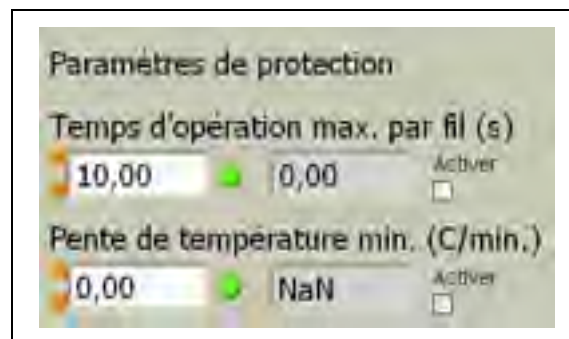 Paramètres de protection
Temps d'opération max. par fil (s)
10,00 0,00 Activer
Pente de température min. (C/min.)
0,00 NaN Activer